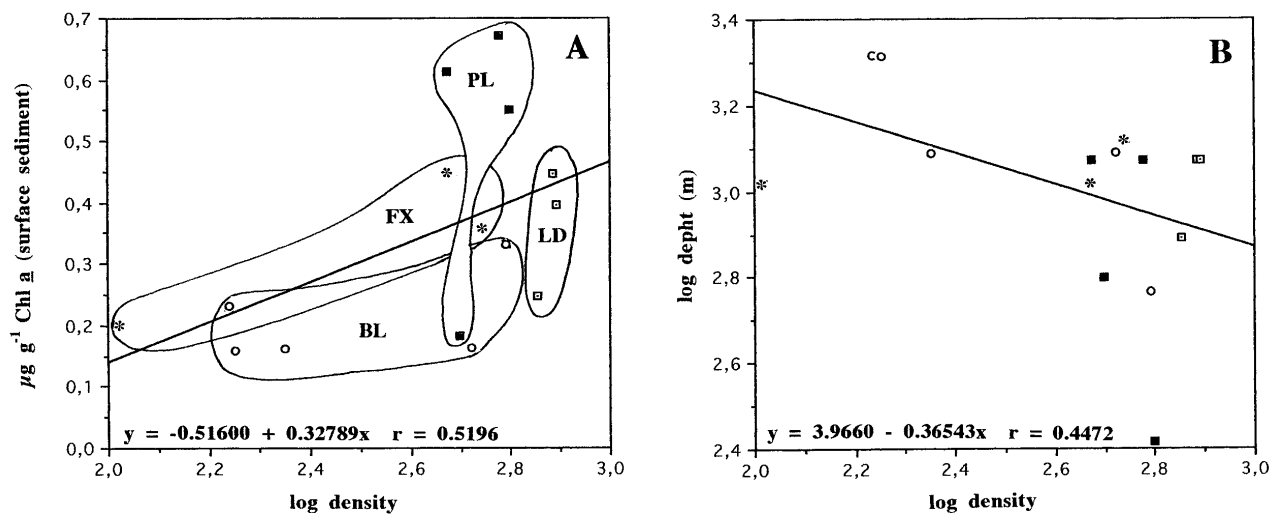 A
0,7
0,6
0,5
0,4
0,3
0,2
0,1
0,0
µg g-1 Chl a (surface sediment)
PL
FX
LD
BL
y = -0.51600 + 0.32789x r = 0.5196
2,0 2,2 2,4 2,6 2,8 3,0
log density
B
3,4
3,2
3,0
2,8
2,6
2,4
log depht (m)
y = 3.9660 - 0.36543x r = 0.4472
2,0 2,2 2,4 2,6 2,8 3,0
log density